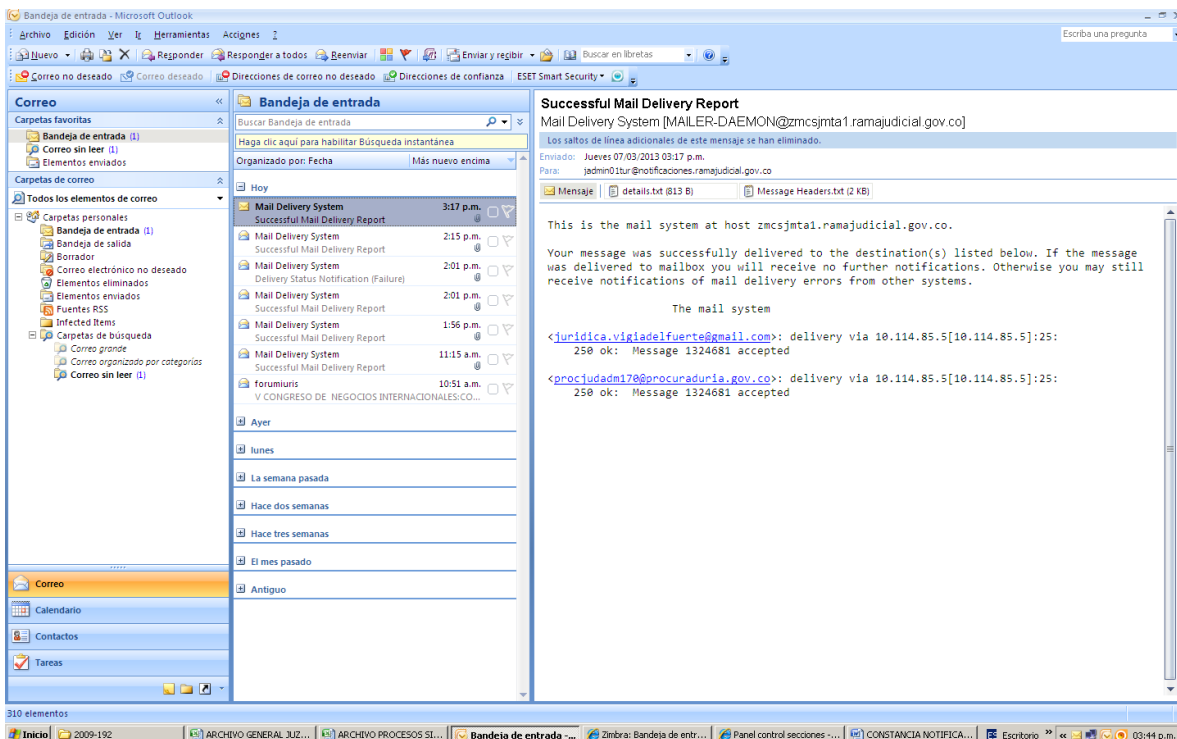 Bandeja de entrada - Microsoft Outlook
Archivo Edición Ver Ir Herramientas Acciones ?
Escriba una pregunta
Nuevo Responder Responder a todos Reenviar Enviar y recibir Buscar en libretas
Correo no deseado Correo deseado Direcciones de correo no deseado Direcciones de confianza ESET Smart Security
Correo
Carpetas favoritas
Bandeja de entrada (1)
Correo sin leer (1)
Elementos enviados
Carpetas de correo
Todos los elementos de correo
Carpetas personales
Bandeja de entrada (1)
Bandeja de salida
Borrador
Correo electrónico no deseado
Elementos eliminados
Elementos enviados
Fuentes RSS
Infected Items
Carpetas de búsqueda
Correo grande
Correo organizado por categorías
Correo sin leer (1)
Correo
Calendario
Contactos
Tareas
Bandeja de entrada
Buscar Bandeja de entrada
Haga clic aquí para habilitar Búsqueda instantánea
Organizado por: Fecha Más nuevo encima
Hoy
Mail Delivery System 3:17 p.m.
Successful Mail Delivery Report
Mail Delivery System 2:15 p.m.
Successful Mail Delivery Report
Mail Delivery System 2:01 p.m.
Delivery Status Notification (Failure)
Mail Delivery System 2:01 p.m.
Successful Mail Delivery Report
Mail Delivery System 1:56 p.m.
Successful Mail Delivery Report
Mail Delivery System 11:15 a.m.
Successful Mail Delivery Report
forumiuris 10:51 a.m.
V CONGRESO DE NEGOCIOS INTERNACIONALES:CO...
Ayer
lunes
La semana pasada
Hace dos semanas
Hace tres semanas
El mes pasado
Antiguo
Successful Mail Delivery Report
Mail Delivery System [MAILER-DAEMON@zmcsjmta1.ramajudicial.gov.co]
Los saltos de línea adicionales de este mensaje se han eliminado.
Enviado: Jueves 07/03/2013 03:17 p.m.
Para: jadmin01tur@notificaciones.ramajudicial.gov.co
Mensaje details.txt (813 B) Message Headers.txt (2 KB)
This is the mail system at host zmcsjmta1.ramajudicial.gov.co.
Your message was successfully delivered to the destination(s) listed below. If the message
was delivered to mailbox you will receive no further notifications. Otherwise you may still
receive notifications of mail delivery errors from other systems.
The mail system
<juridica.vigiadelfuerte@gmail.com>: delivery via 10.114.85.5[10.114.85.5]:25:
250 ok: Message 1324681 accepted
<procjudadm170@procuraduria.gov.co>: delivery via 10.114.85.5[10.114.85.5]:25:
250 ok: Message 1324681 accepted
310 elementos
Inicio 2009-192 ARCHIVO GENERAL JUZ... ARCHIVO PROCESOS SI... Bandeja de entrada -... Zimbra: Bandeja de entr... Panel control secciones -... CONSTANCIA NOTIFICA... ES Escritorio 03:44 p.m.